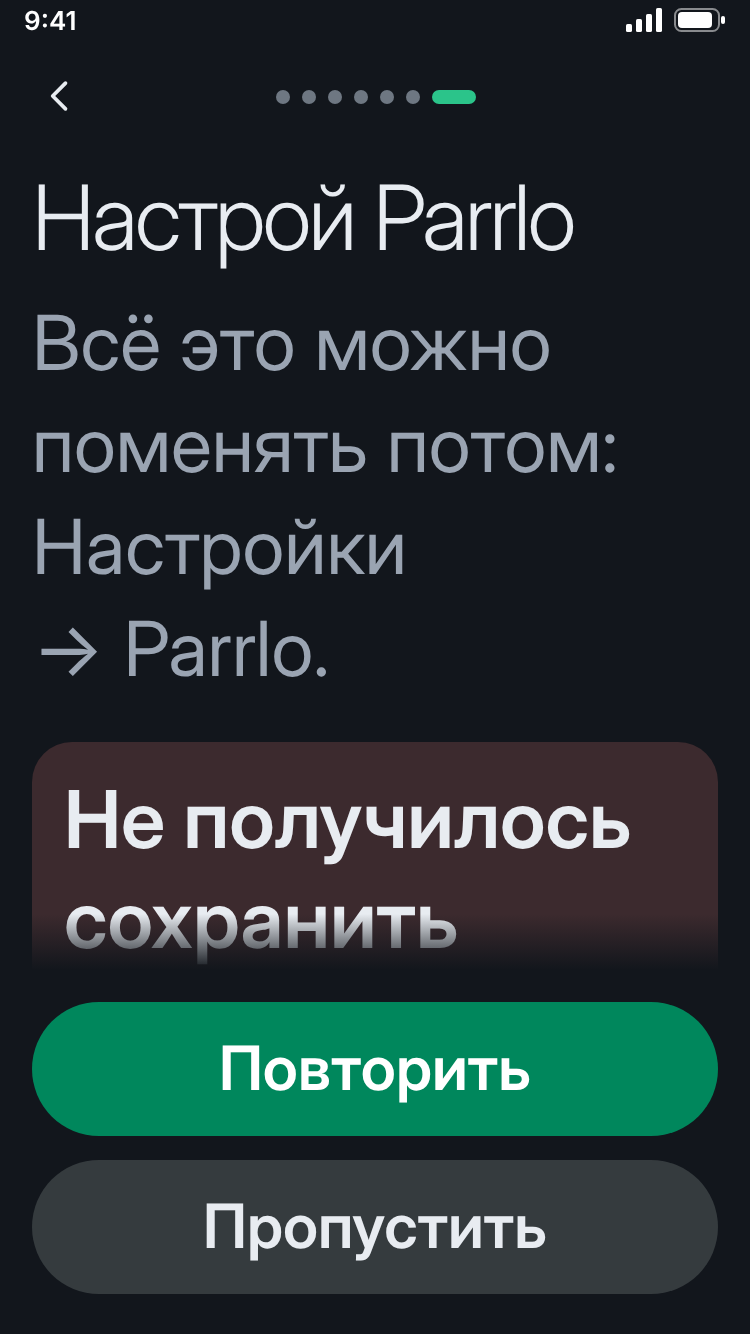 9:41
Настрой Parrlo
Всё это можно
поменять потом:
Настройки
→ Parrlo.
Не получилось
сохранить
Повторить
Пропустить